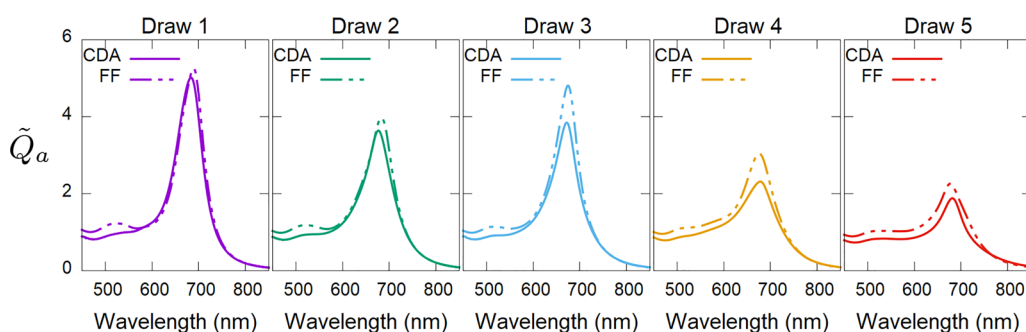 Draw 1 Draw 2 Draw 3 Draw 4 Draw 5
6
CDA CDA CDA CDA CDA
FF FF FF FF FF
4
Q̃a
2
0
500 600 700 800 500 600 700 800 500 600 700 800 500 600 700 800 500 600 700 800
Wavelength (nm) Wavelength (nm) Wavelength (nm) Wavelength (nm) Wavelength (nm)